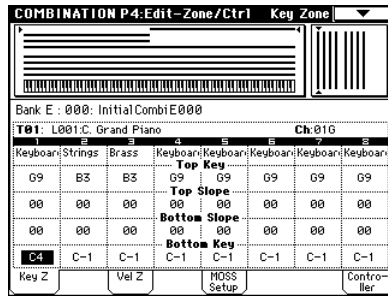 COMBINATION P4:Edit-Zone/Ctrl Key Zone
Bank E : 000: InitialCombiE000
T01: L001:C. Grand Piano Ch:01G
1 2 3 4 5 6 7 8
Keyboar Strings Brass Keyboar Keyboar Keyboar Keyboar Keyboar
Top Key
G9 B3 B3 G9 G9 G9 G9 G9
Top Slope
00 00 00 00 00 00 00 00
Bottom Slope
00 00 00 00 00 00 00 00
Bottom Key
C4 C-1 C-1 C-1 C-1 C-1 C-1 C-1
Key Z Vel Z MOSS Setup Contro-ller